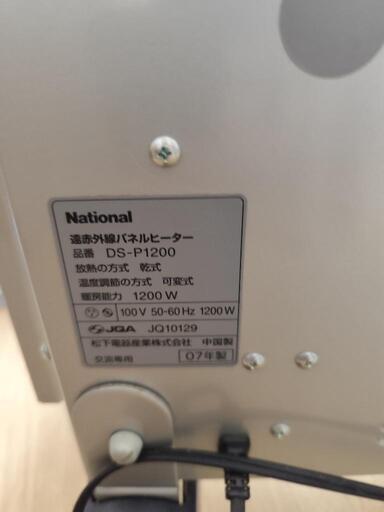 National
遠赤外線パネルヒーター
品番 DS-P1200
放熱の方式 乾式
温度調節の方式 可変式
暖房能力 1200 W
100 V 50-60 Hz 1200 W
JQA JQ10129
松下電器産業株式会社 中国製
交流専用 07年製